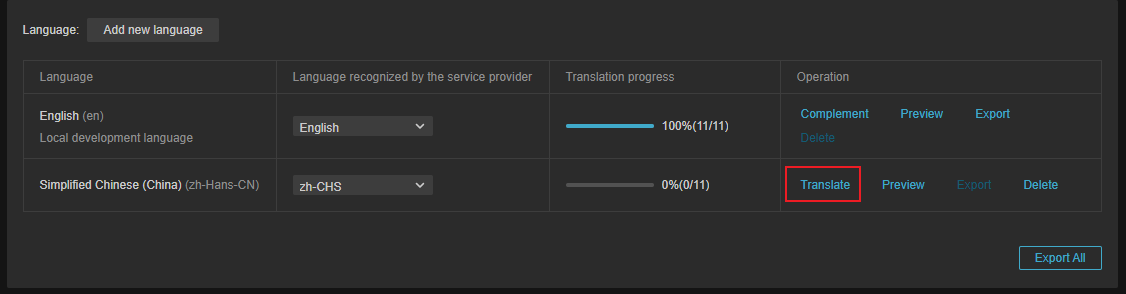 Language: Add new language
Language Language recognized by the service provider Translation progress Operation
English (en) English 100%(11/11) Complement Preview Export
Local development language Delete
Simplified Chinese (China) (zh-Hans-CN) zh-CHS 0%(0/11) Translate Preview Export Delete
Export All